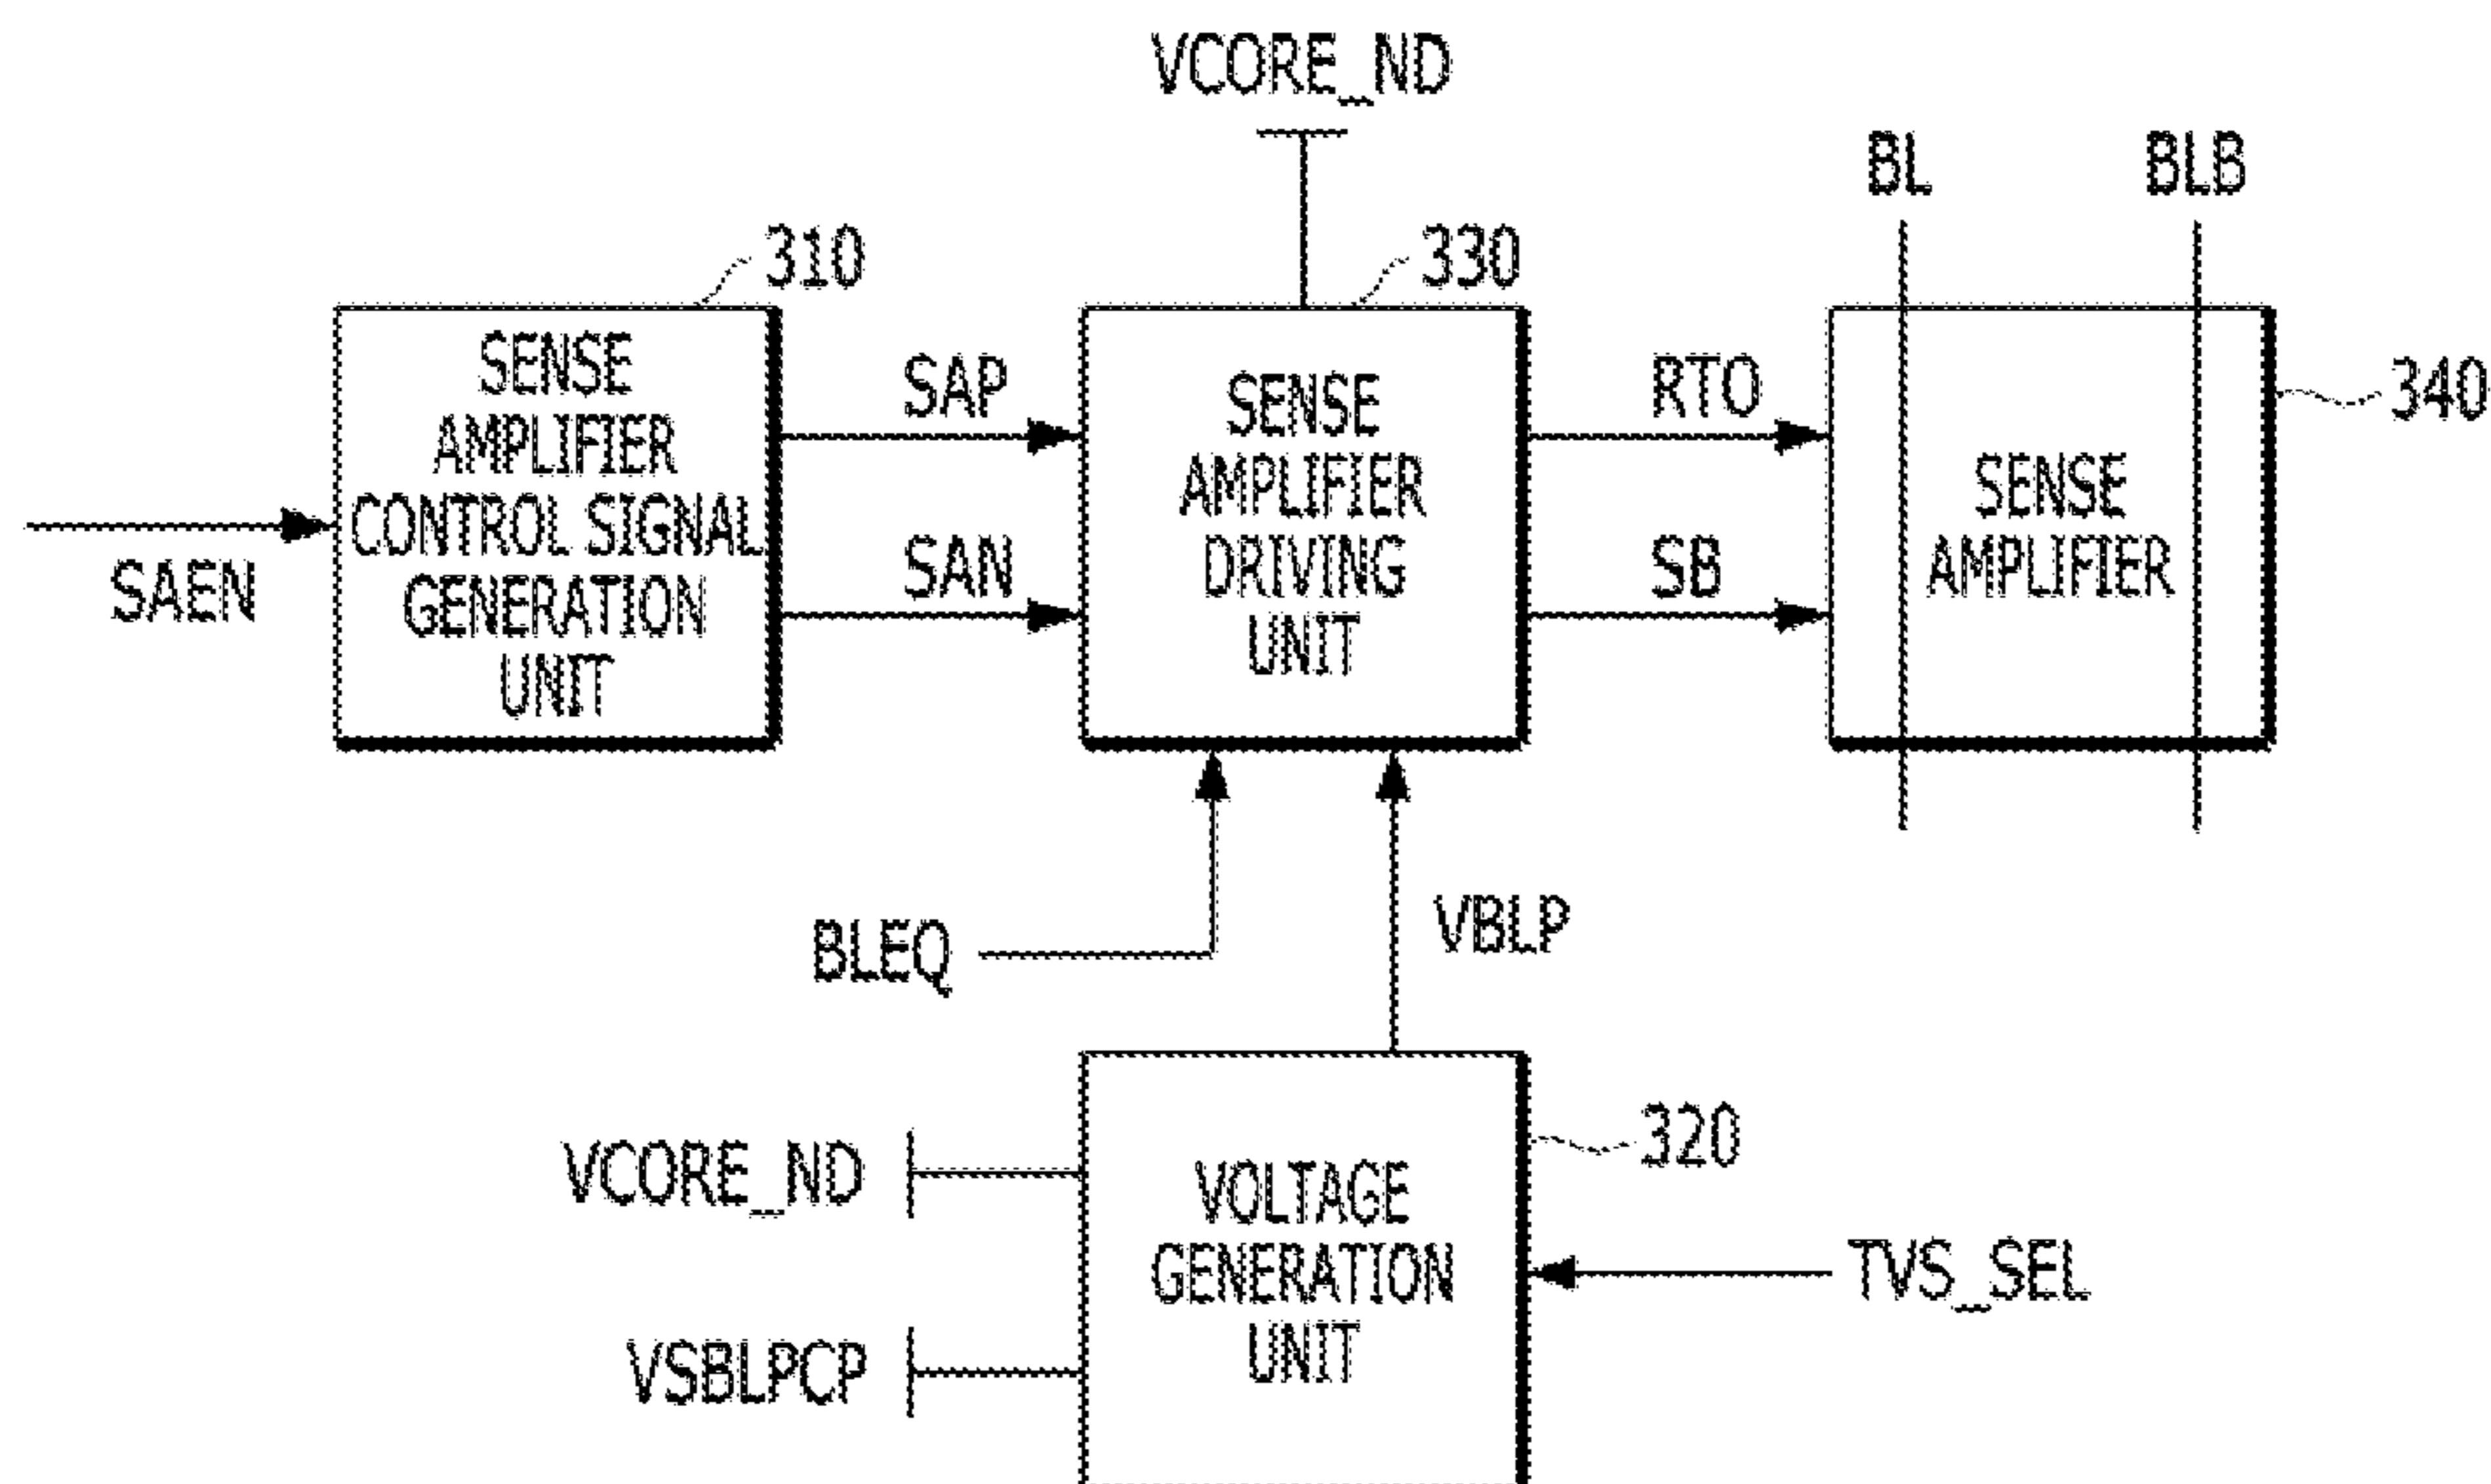 VCORE_ND
BL
BLB
310
330
SENSE
AMPLIFIER
CONTROL SIGNAL
GENERATION
UNIT
SAEN
SAP
SAN
SENSE
AMPLIFIER
DRIVING
UNIT
RTO
SB
SENSE
AMPLIFIER
340
BLEQ
VBLP
320
VCORE_ND
VSBLPCP
VOLTAGE
GENERATION
UNIT
TVS_SEL